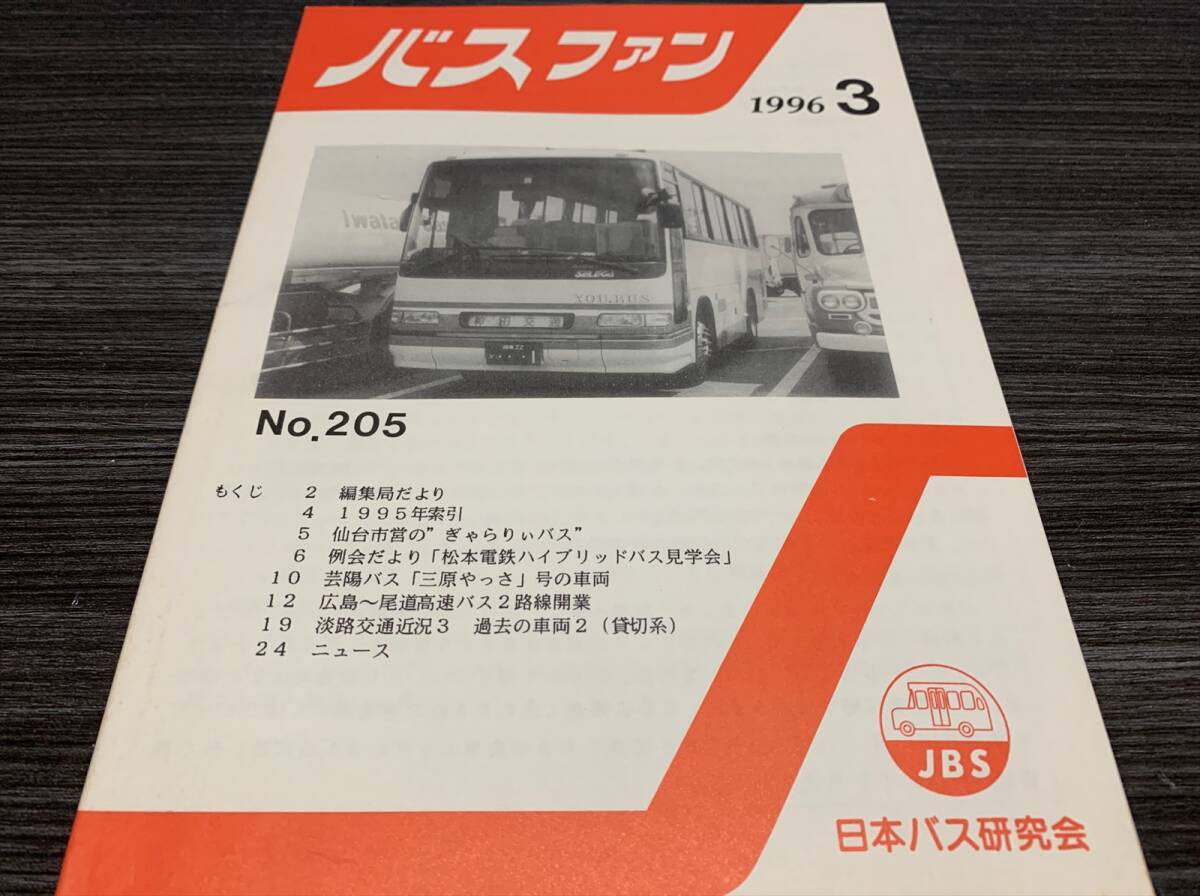 バスファン
1996 3
Iwata
SELEGA
YOU.BUS
田交通
No.205
もくじ 2 編集局だより
4 1995年索引
5 仙台市営の”ぎゃらりぃバス”
6 例会だより「松本電鉄ハイブリッドバス見学会」
10 芸陽バス「三原やっさ」号の車両
12 広島～尾道高速バス2路線開業
19 淡路交通近況3 過去の車両2（貸切系）
24 ニュース
JBS
日本バス研究会